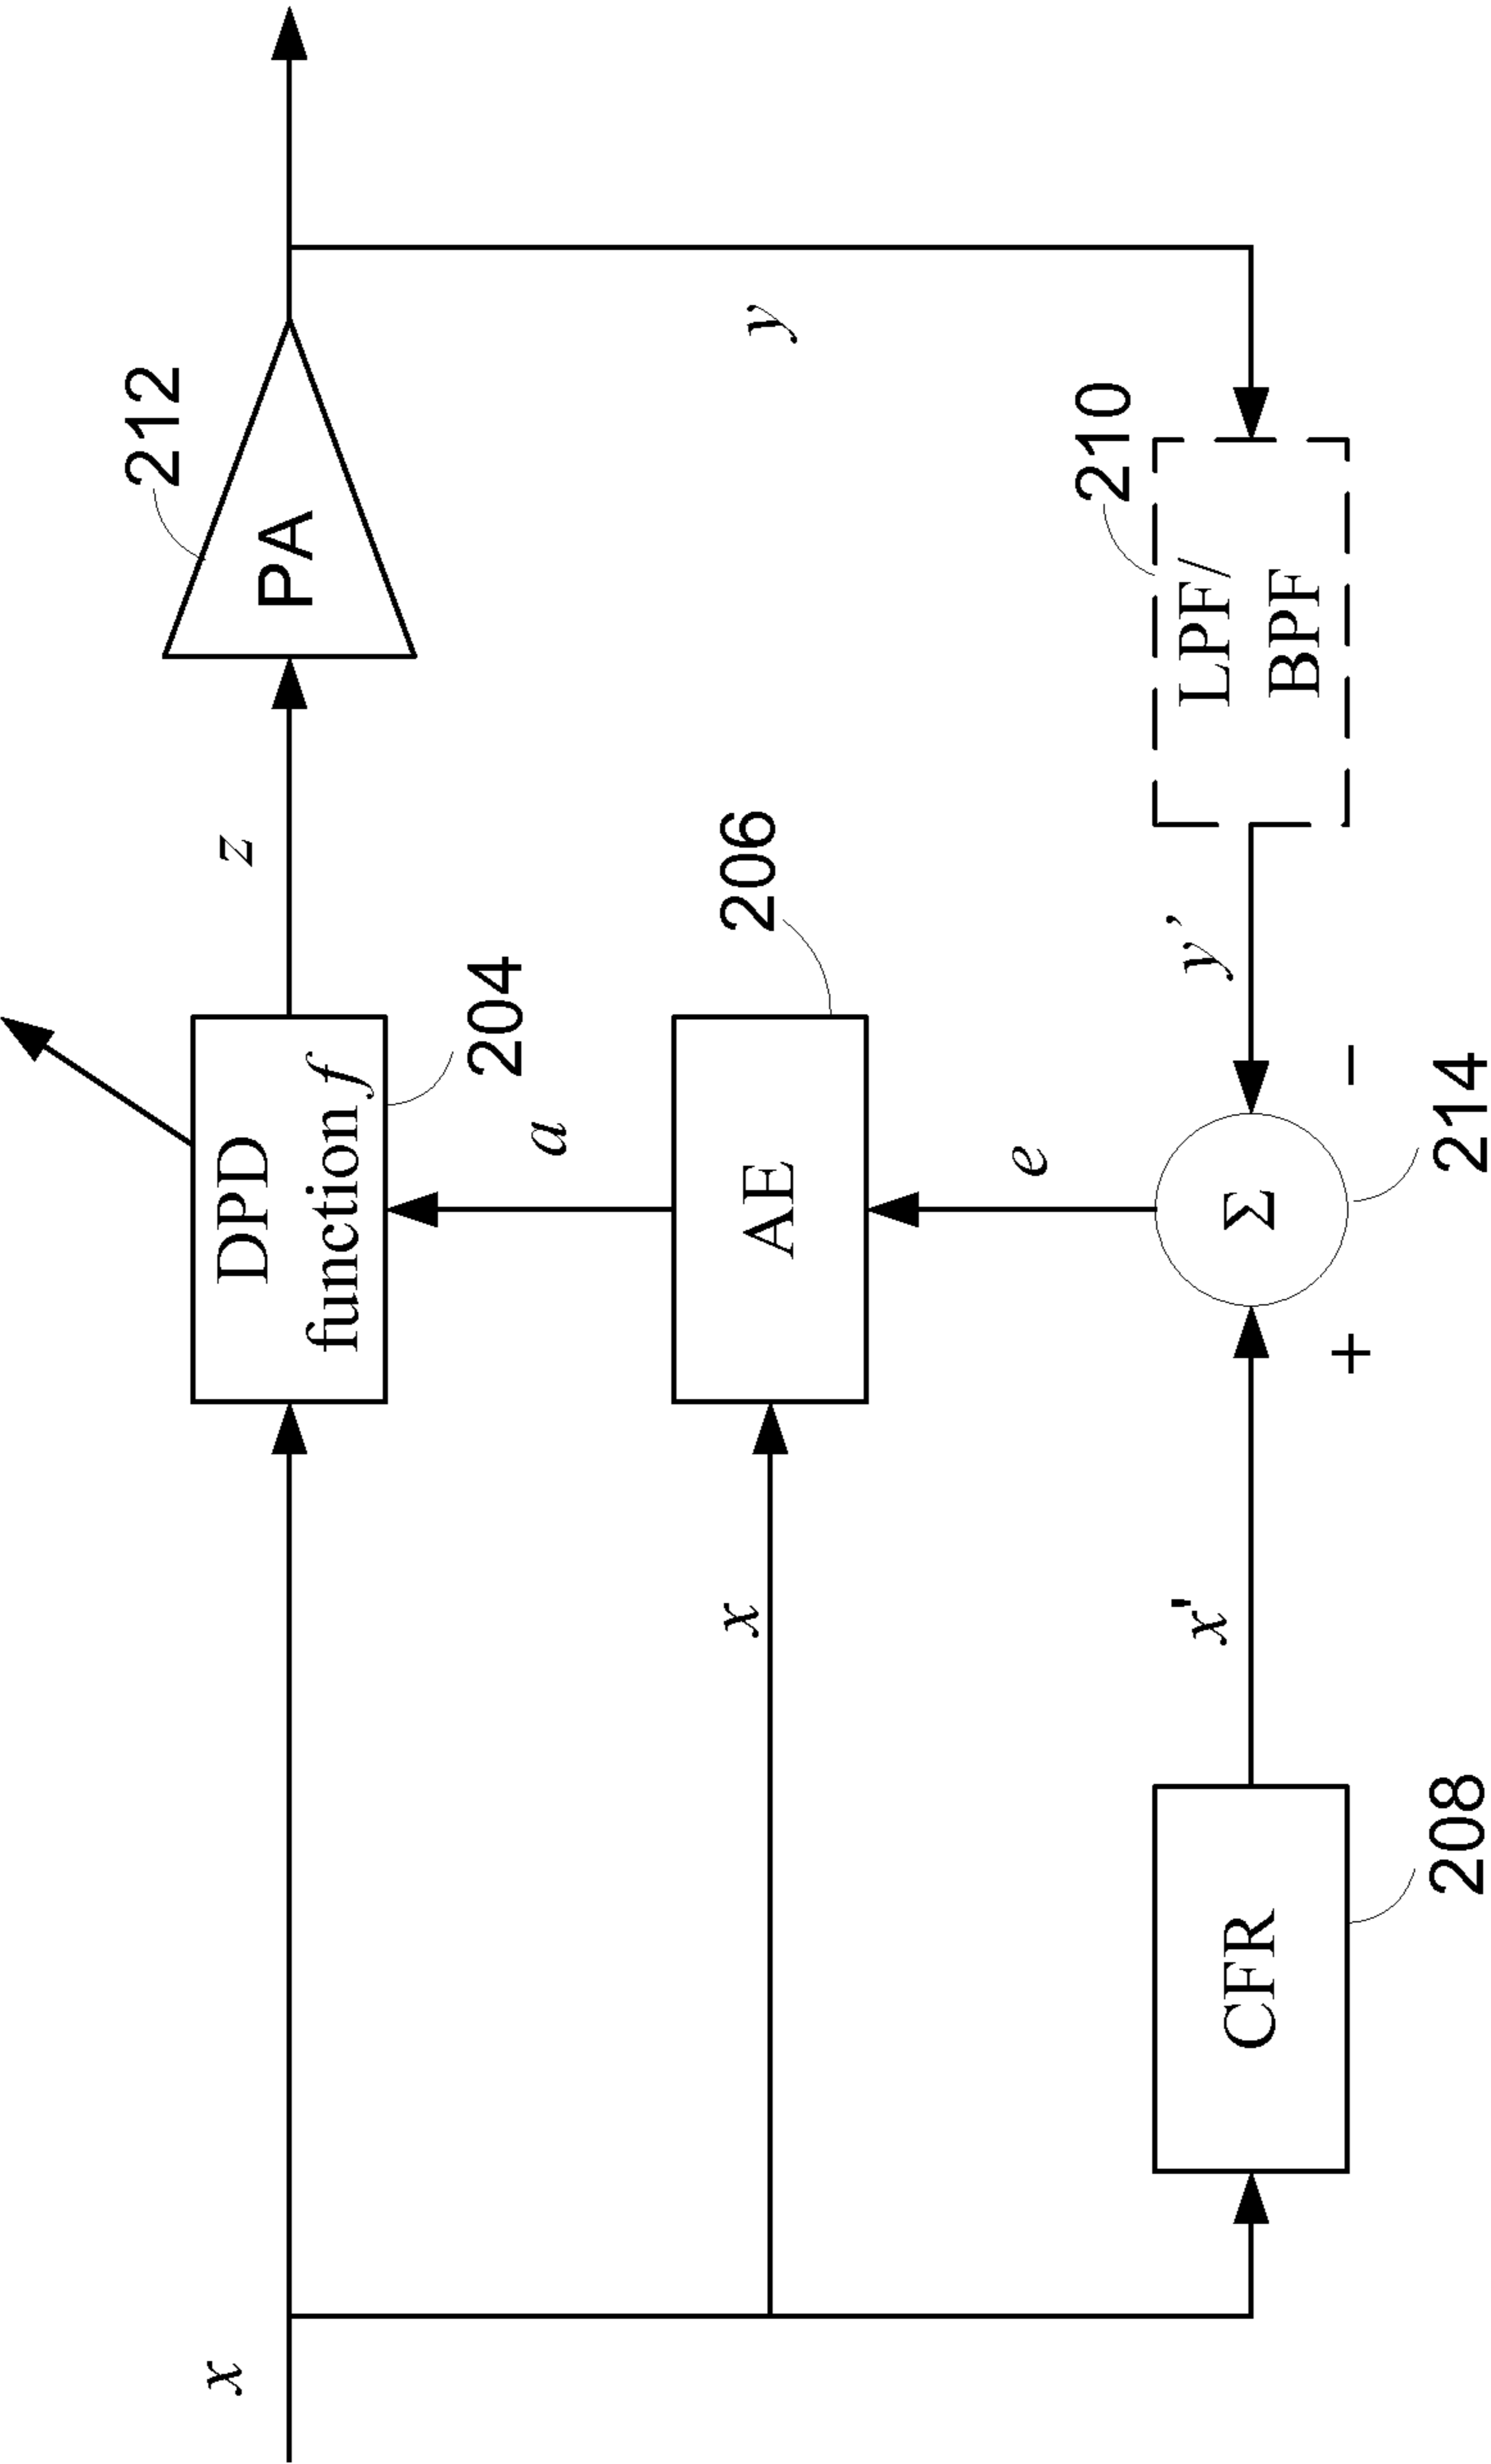 x
DPD
function f
204
z
212
PA
x
AE
206
a
y
e
CFR
208
x'
Σ
+
−
214
y'
LPF/
BPF
210